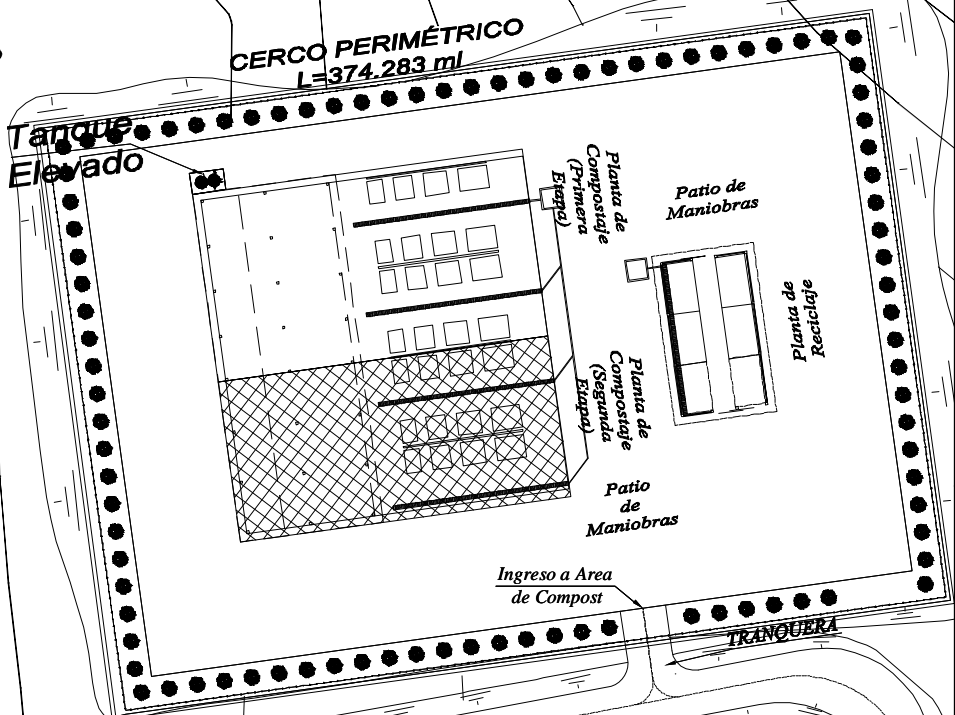 CERCO PERIMÉTRICO
L=374.283 ml
Tanque
Elevado
Planta de
Compostaje
(Primera
Etapa)
Patio de
Maniobras
Planta de
Reciclaje
Planta de
Compostaje
(Segunda
Etapa)
Patio
de
Maniobras
Ingreso a Area
de Compost
TRANQUERA